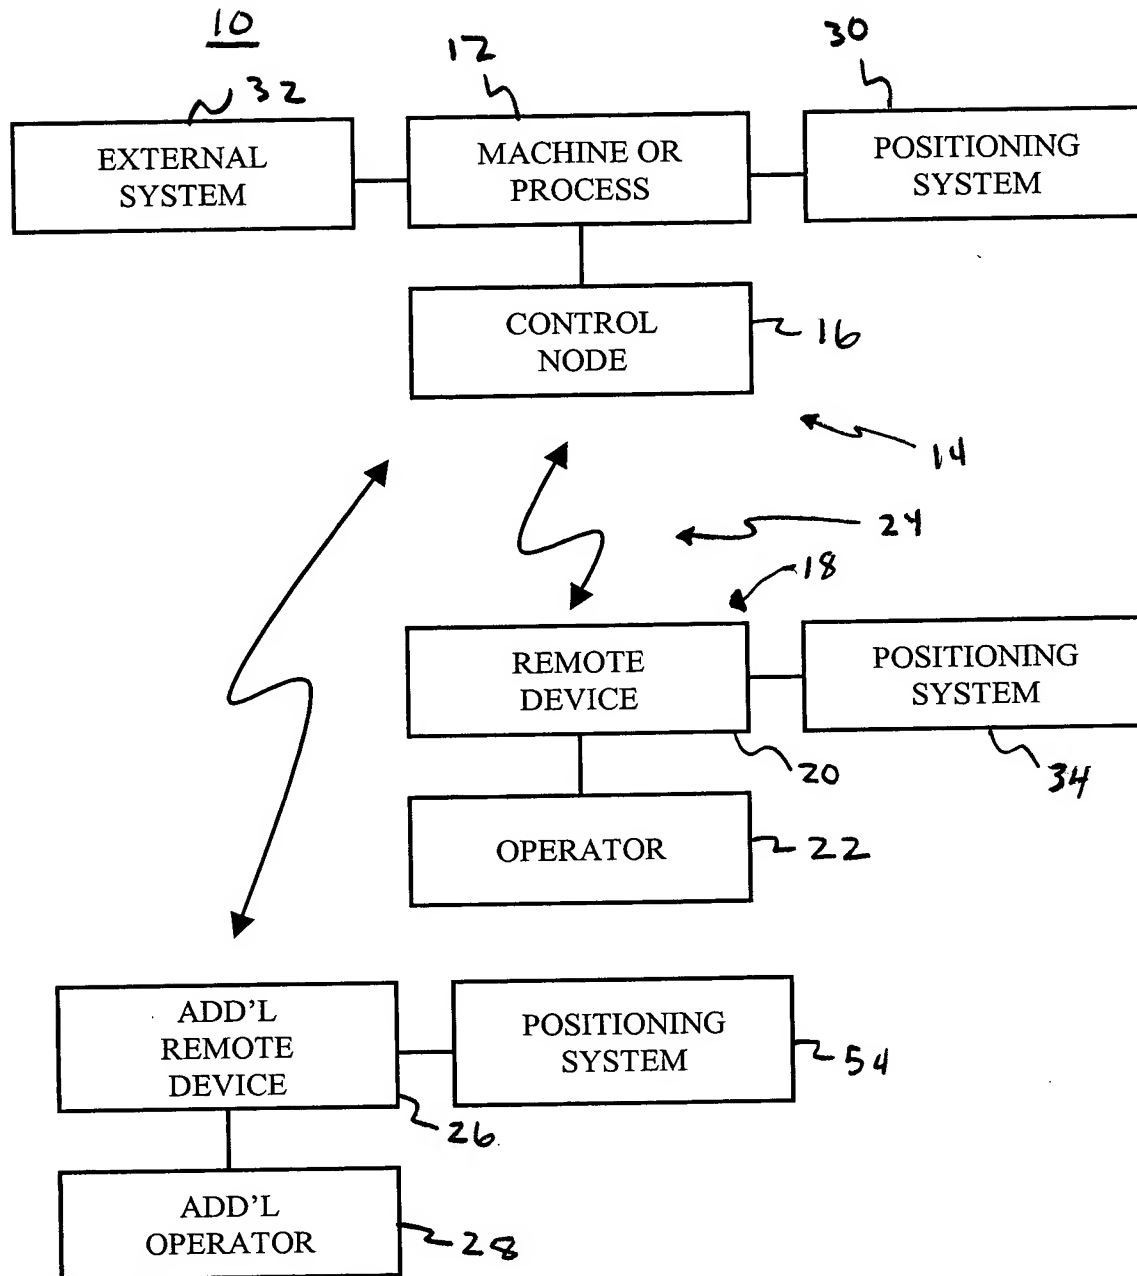 10
32
12
30
EXTERNAL
SYSTEM
MACHINE OR
PROCESS
POSITIONING
SYSTEM
CONTROL
NODE
16
14
24
18
REMOTE
DEVICE
POSITIONING
SYSTEM
20
34
OPERATOR
22
ADD'L
REMOTE
DEVICE
POSITIONING
SYSTEM
54
26
ADD'L
OPERATOR
28